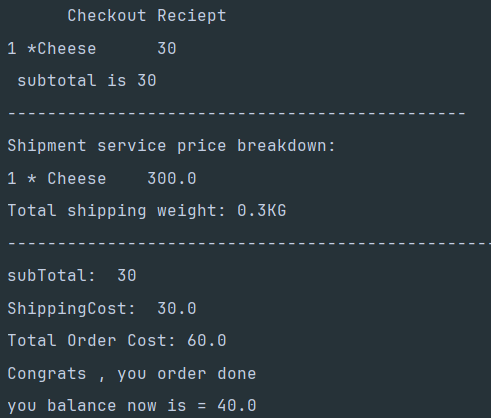 Checkout Reciept
1 *Cheese      30
subtotal is 30
----------------------------------------------
Shipment service price breakdown:
1 * Cheese    300.0
Total shipping weight: 0.3KG
-------------------------------------------------
subTotal:  30
ShippingCost:  30.0
Total Order Cost: 60.0
Congrats , you order done
you balance now is = 40.0